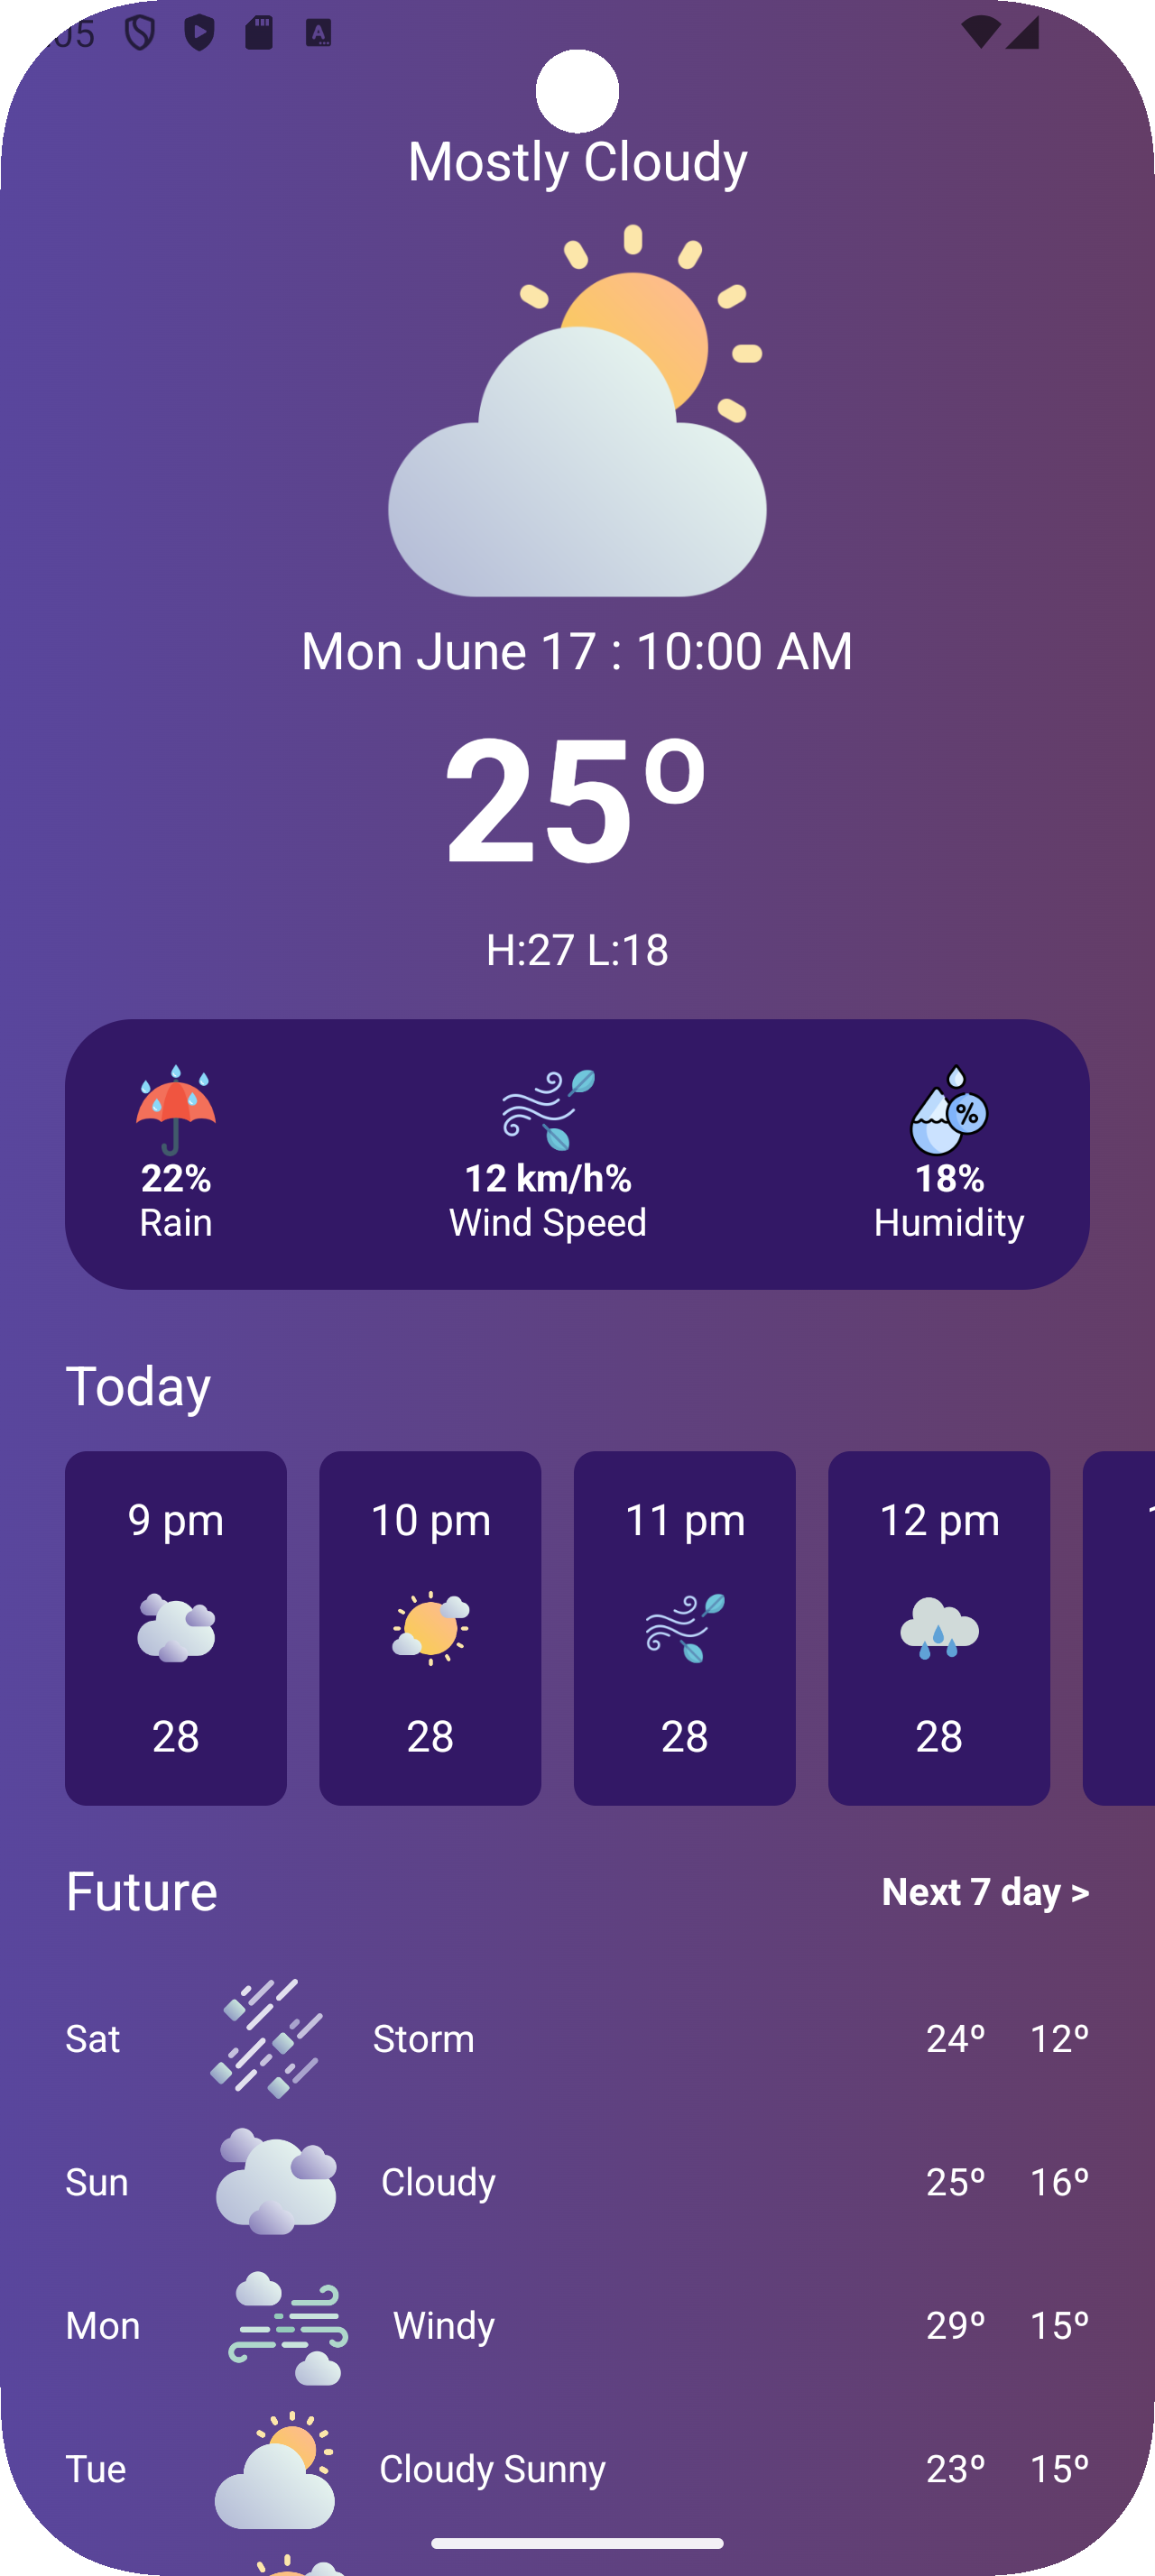 :05
Mostly Cloudy
Mon June 17 : 10:00 AM
25º
H:27 L:18
22%
Rain
12 km/h%
Wind Speed
18%
Humidity
Today
9 pm
28
10 pm
28
11 pm
28
12 pm
28
Future
Next 7 day >
Sat Storm 24º 12º
Sun Cloudy 25º 16º
Mon Windy 29º 15º
Tue Cloudy Sunny 23º 15º